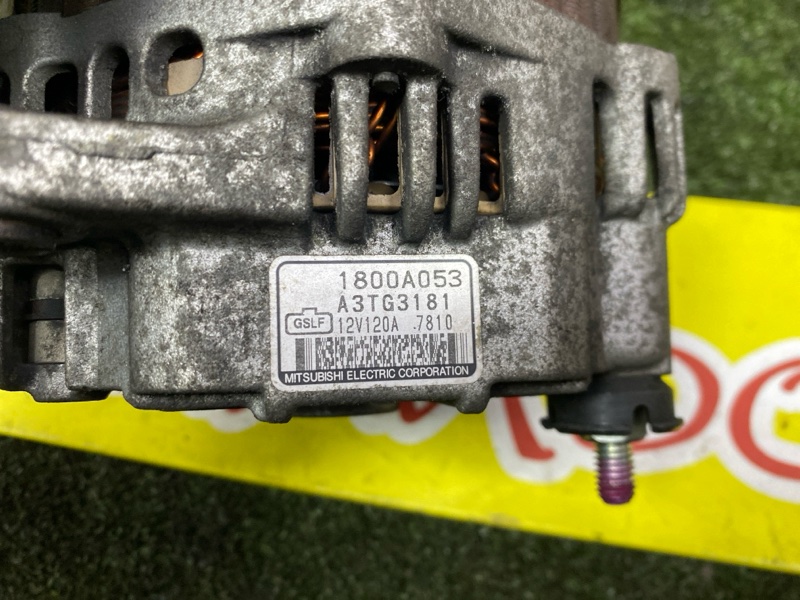 1800A053
A3TG3181
GSLF 12V120A .7810
MITSUBISHI ELECTRIC CORPORATION